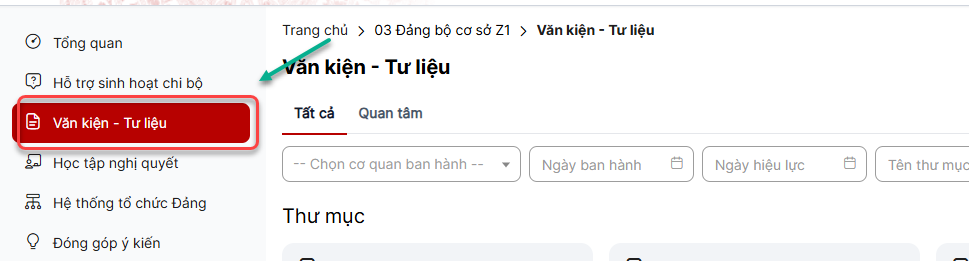 Tổng quan
Hỗ trợ sinh hoạt chi bộ
Văn kiện - Tư liệu
Học tập nghị quyết
Hệ thống tổ chức Đảng
Đóng góp ý kiến
Trang chủ > 03 Đảng bộ cơ sở Z1 > Văn kiện - Tư liệu
Văn kiện - Tư liệu
Tất cả Quan tâm
-- Chọn cơ quan ban hành -- Ngày ban hành Ngày hiệu lực Tên thư mục
Thư mục